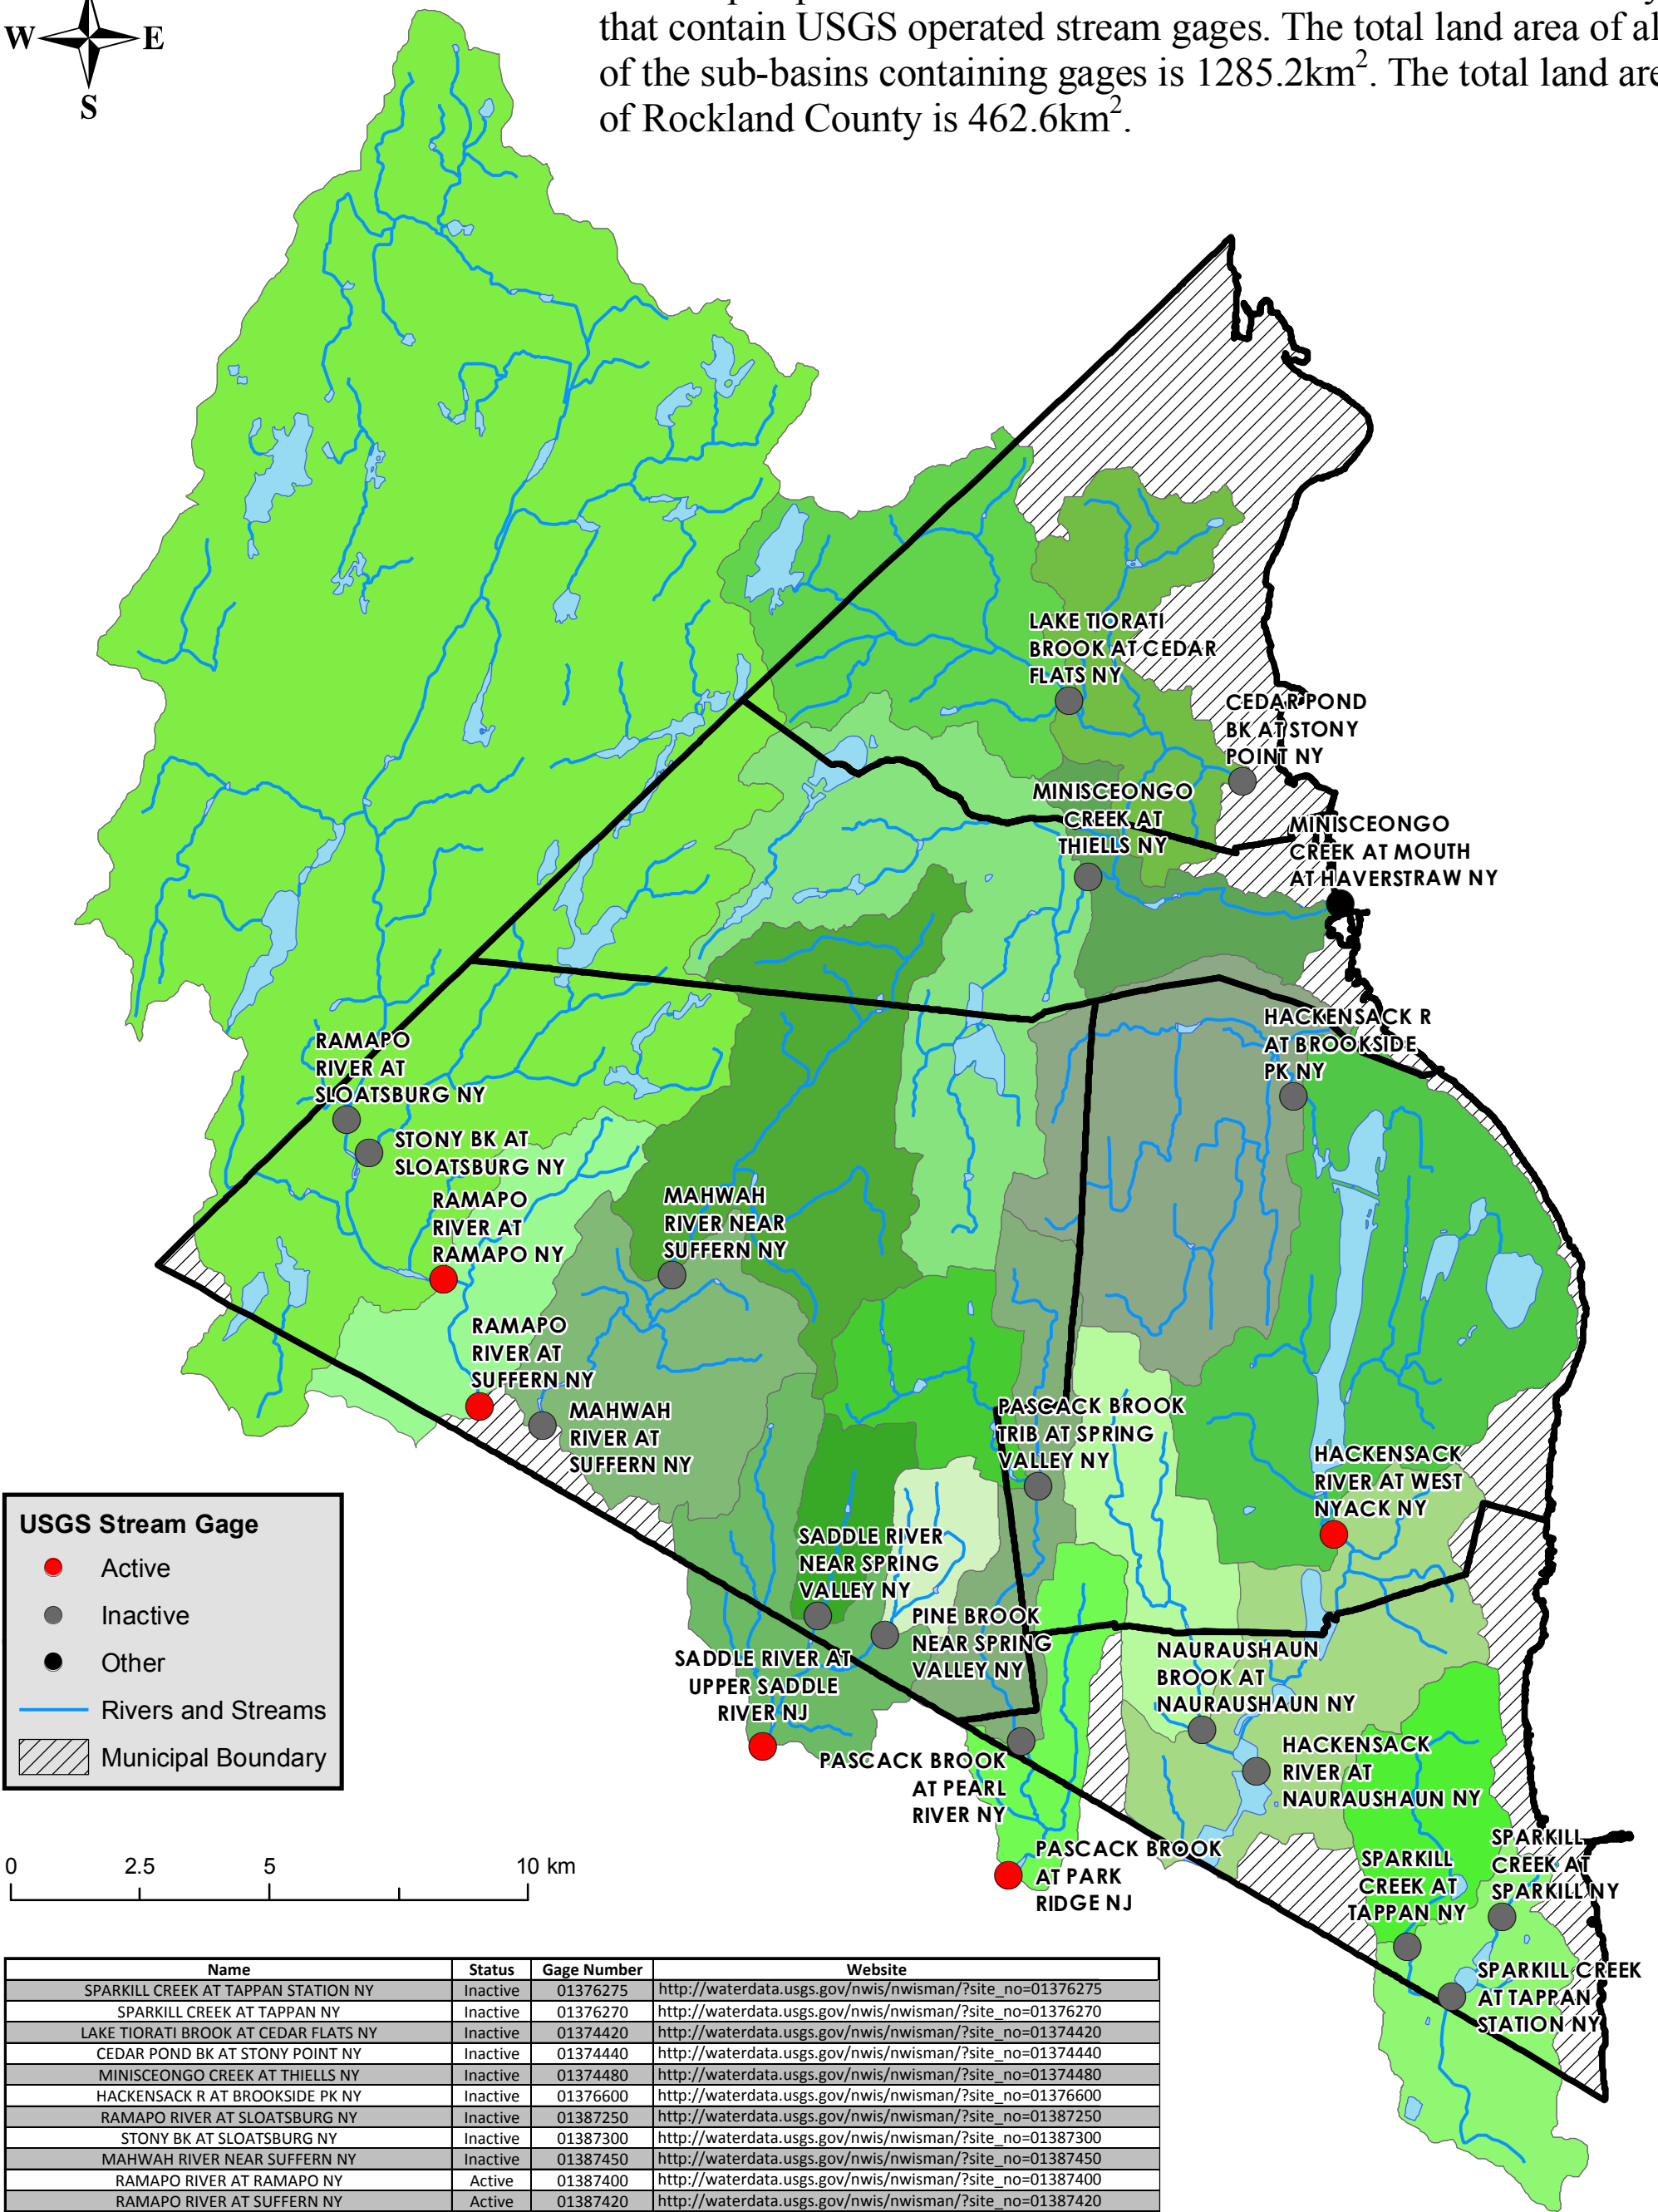 W E
S
that contain USGS operated stream gages. The total land area of al
of the sub-basins containing gages is 1285.2km². The total land are
of Rockland County is 462.6km².
LAKE TIORATI
BROOK AT CEDAR
FLATS NY
CEDAR POND
BK AT STONY
POINT NY
MINISCEONGO
CREEK AT
THIELLS NY
MINISCEONGO
CREEK AT MOUTH
AT HAVERSTRAW NY
HACKENSACK R
AT BROOKSIDE
PK NY
RAMAPO
RIVER AT
SLOATSBURG NY
STONY BK AT
SLOATSBURG NY
RAMAPO
RIVER AT
RAMAPO NY
MAHWAH
RIVER NEAR
SUFFERN NY
RAMAPO
RIVER AT
SUFFERN NY
MAHWAH
RIVER AT
SUFFERN NY
PASCACK BROOK
TRIB AT SPRING
VALLEY NY
HACKENSACK
RIVER AT WEST
NYACK NY
SADDLE RIVER
NEAR SPRING
VALLEY NY
PINE BROOK
NEAR SPRING
VALLEY NY
SADDLE RIVER AT
UPPER SADDLE
RIVER NJ
NAURAUSHAUN
BROOK AT
NAURAUSHAUN NY
HACKENSACK
RIVER AT
NAURAUSHAUN NY
PASCACK BROOK
AT PEARL
RIVER NY
PASCACK BROOK
AT PARK
RIDGE NJ
SPARKILL
CREEK AT
TAPPAN NY
SPARKILL
CREEK AT
SPARKILL NY
SPARKILL CREEK
AT TAPPAN
STATION NY
USGS Stream Gage
Active
Inactive
Other
Rivers and Streams
Municipal Boundary
0 2.5 5 10 km
Name Status Gage Number Website
SPARKILL CREEK AT TAPPAN STATION NY Inactive 01376275 http://waterdata.usgs.gov/nwis/nwisman/?site_no=01376275
SPARKILL CREEK AT TAPPAN NY Inactive 01376270 http://waterdata.usgs.gov/nwis/nwisman/?site_no=01376270
LAKE TIORATI BROOK AT CEDAR FLATS NY Inactive 01374420 http://waterdata.usgs.gov/nwis/nwisman/?site_no=01374420
CEDAR POND BK AT STONY POINT NY Inactive 01374440 http://waterdata.usgs.gov/nwis/nwisman/?site_no=01374440
MINISCEONGO CREEK AT THIELLS NY Inactive 01374480 http://waterdata.usgs.gov/nwis/nwisman/?site_no=01374480
HACKENSACK R AT BROOKSIDE PK NY Inactive 01376600 http://waterdata.usgs.gov/nwis/nwisman/?site_no=01376600
RAMAPO RIVER AT SLOATSBURG NY Inactive 01387250 http://waterdata.usgs.gov/nwis/nwisman/?site_no=01387250
STONY BK AT SLOATSBURG NY Inactive 01387300 http://waterdata.usgs.gov/nwis/nwisman/?site_no=01387300
MAHWAH RIVER NEAR SUFFERN NY Inactive 01387450 http://waterdata.usgs.gov/nwis/nwisman/?site_no=01387450
RAMAPO RIVER AT RAMAPO NY Active 01387400 http://waterdata.usgs.gov/nwis/nwisman/?site_no=01387400
RAMAPO RIVER AT SUFFERN NY Active 01387420 http://waterdata.usgs.gov/nwis/nwisman/?site_no=01387420